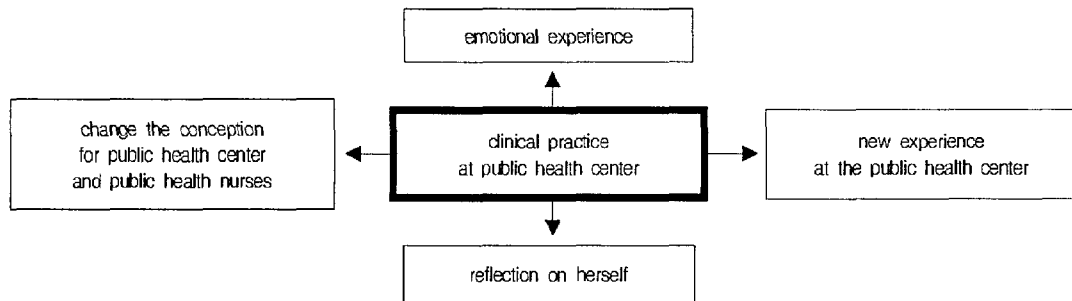 emotional experience
change the conception
for public health center
and public health nurses
clinical practice
at public health center
new experience
at the public health center
reflection on herself